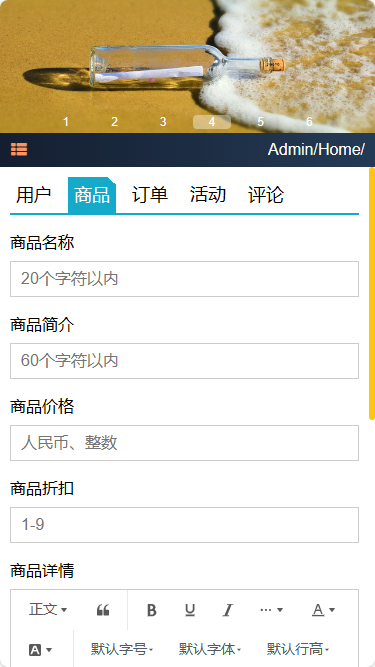 1 2 3 4 5 6
Admin/Home/
用户 商品 订单 活动 评论
商品名称
20个字符以内
商品简介
60个字符以内
商品价格
人民币、整数
商品折扣
1-9
商品详情
正文 B U I ··· A
A 默认字号 默认字体 默认行高